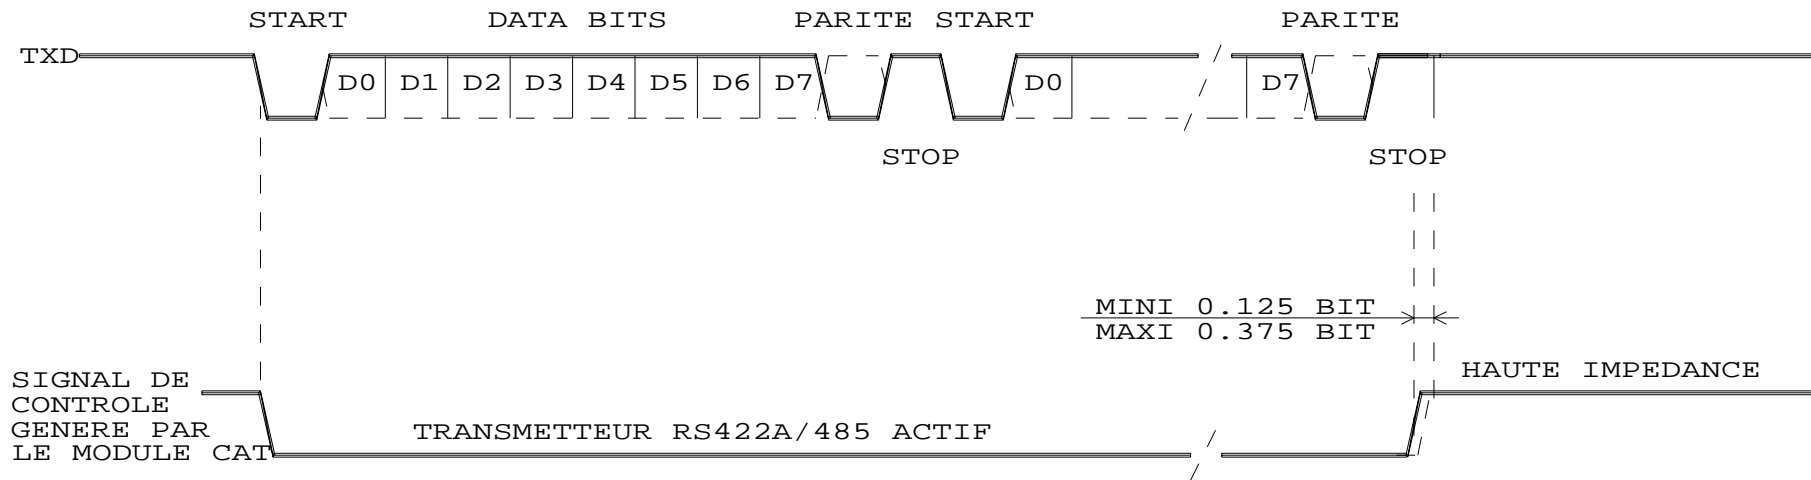 START DATA BITS PARITE START PARITE
TXD
D0 D1 D2 D3 D4 D5 D6 D7 D0 D7
STOP STOP
MINI 0.125 BIT
MAXI 0.375 BIT
HAUTE IMPEDANCE
SIGNAL DE
CONTROLE
GENERE PAR
LE MODULE CAT
TRANSMETTEUR RS422A/485 ACTIF